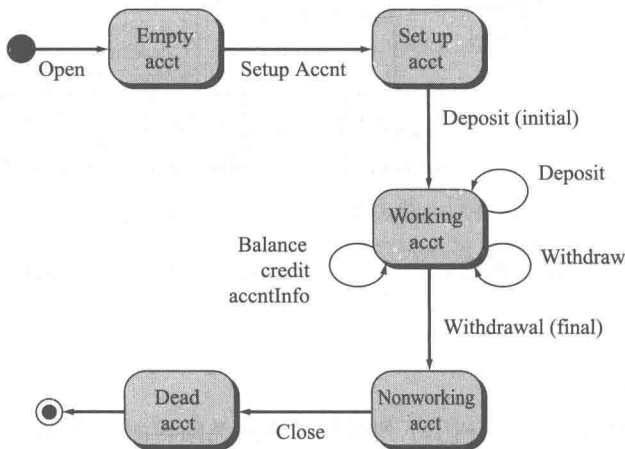 Empty
acct
Set up
acct
Open
Setup Accnt
Deposit (initial)
Deposit
Working
acct
Balance
credit
accntInfo
Withdraw
Withdrawal (final)
Dead
acct
Nonworking
acct
Close